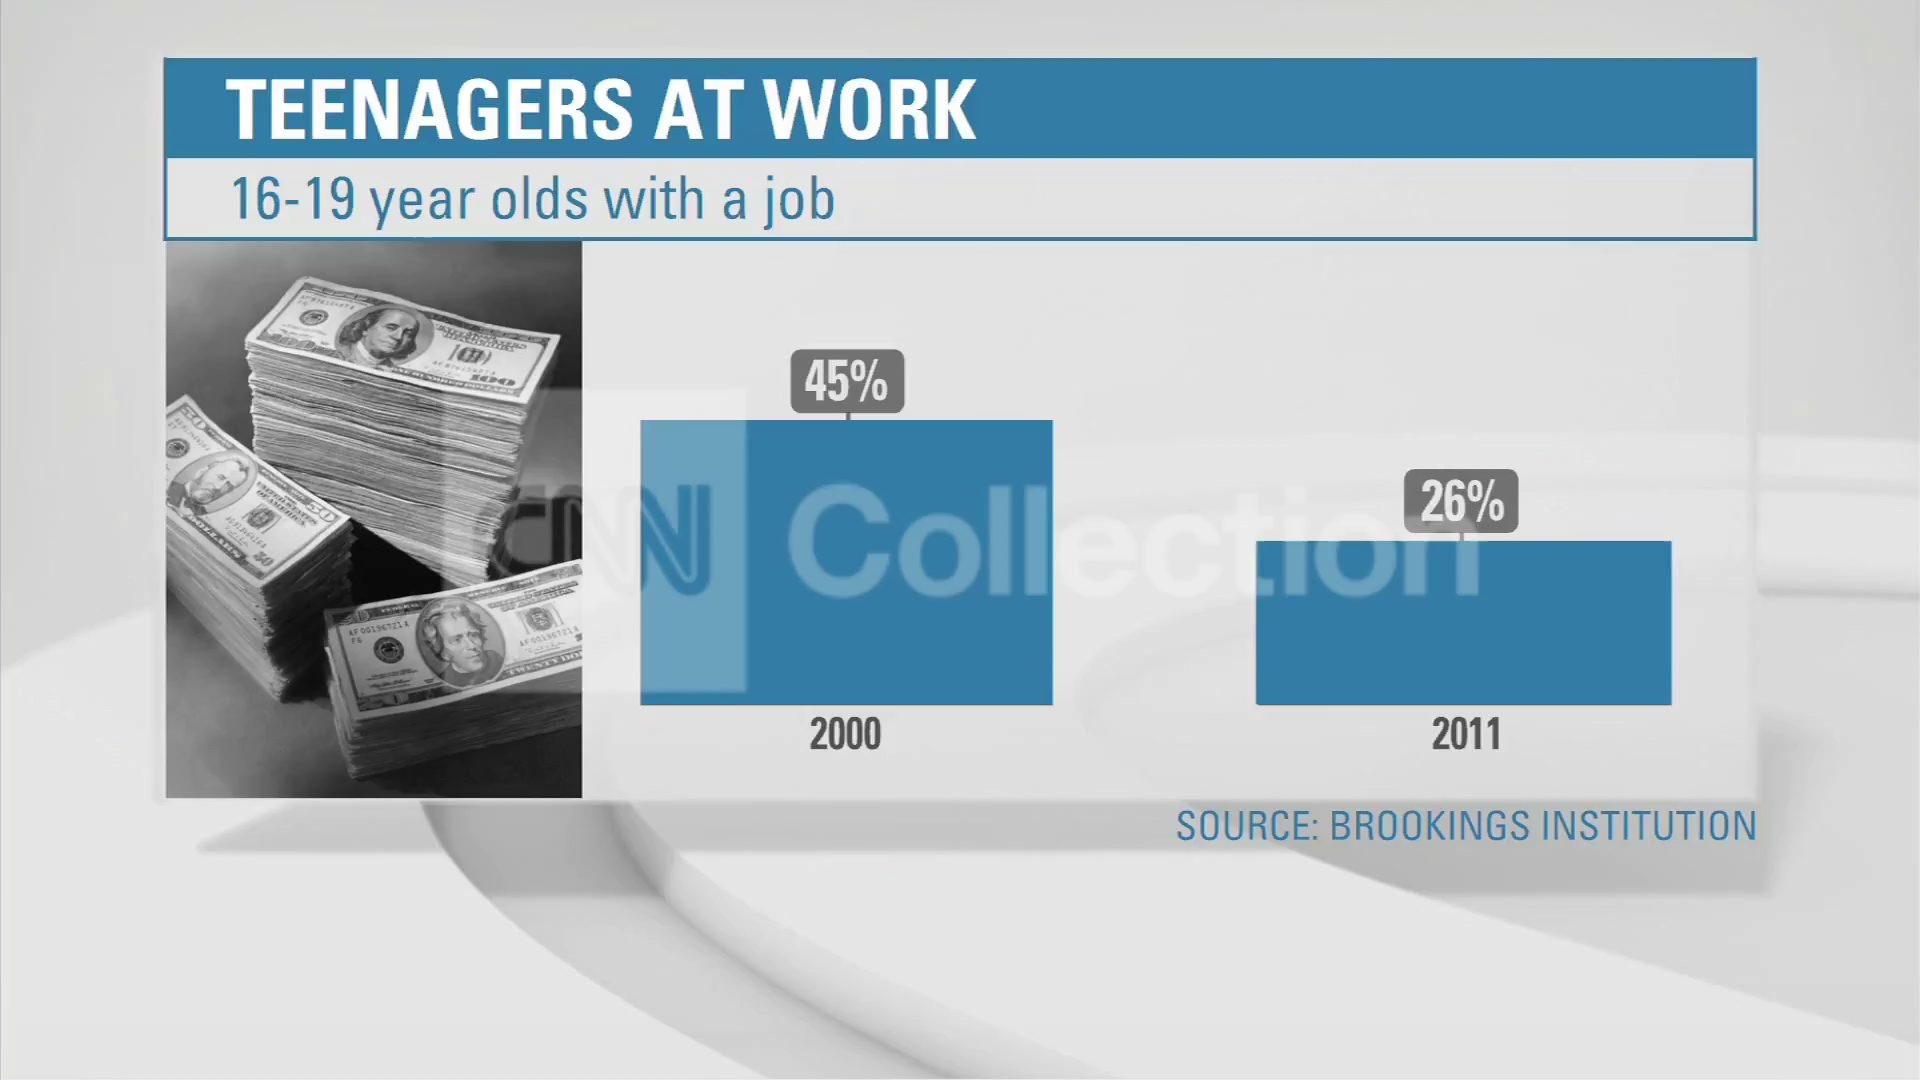 TEENAGERS AT WORK
16-19 year olds with a job
45%
26%
CNN Collection
2000
2011
SOURCE: BROOKINGS INSTITUTION